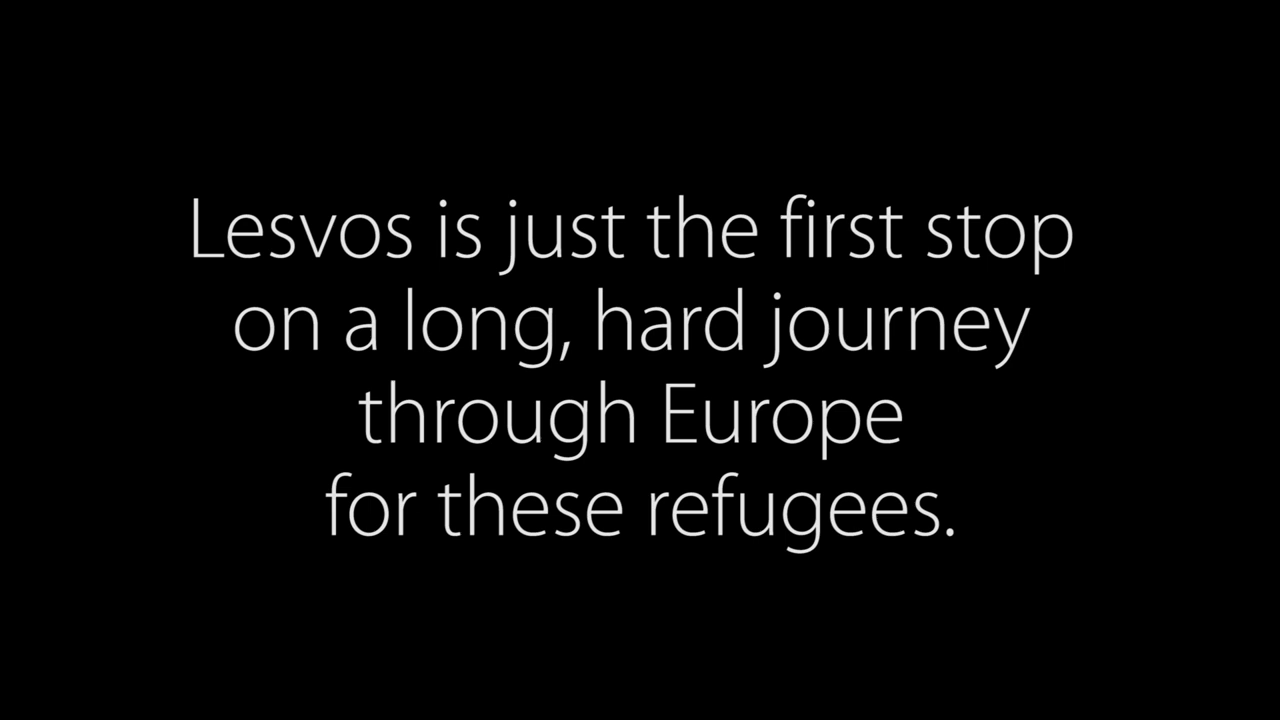 Lesvos is just the first stop
on a long, hard journey
through Europe
for these refugees.